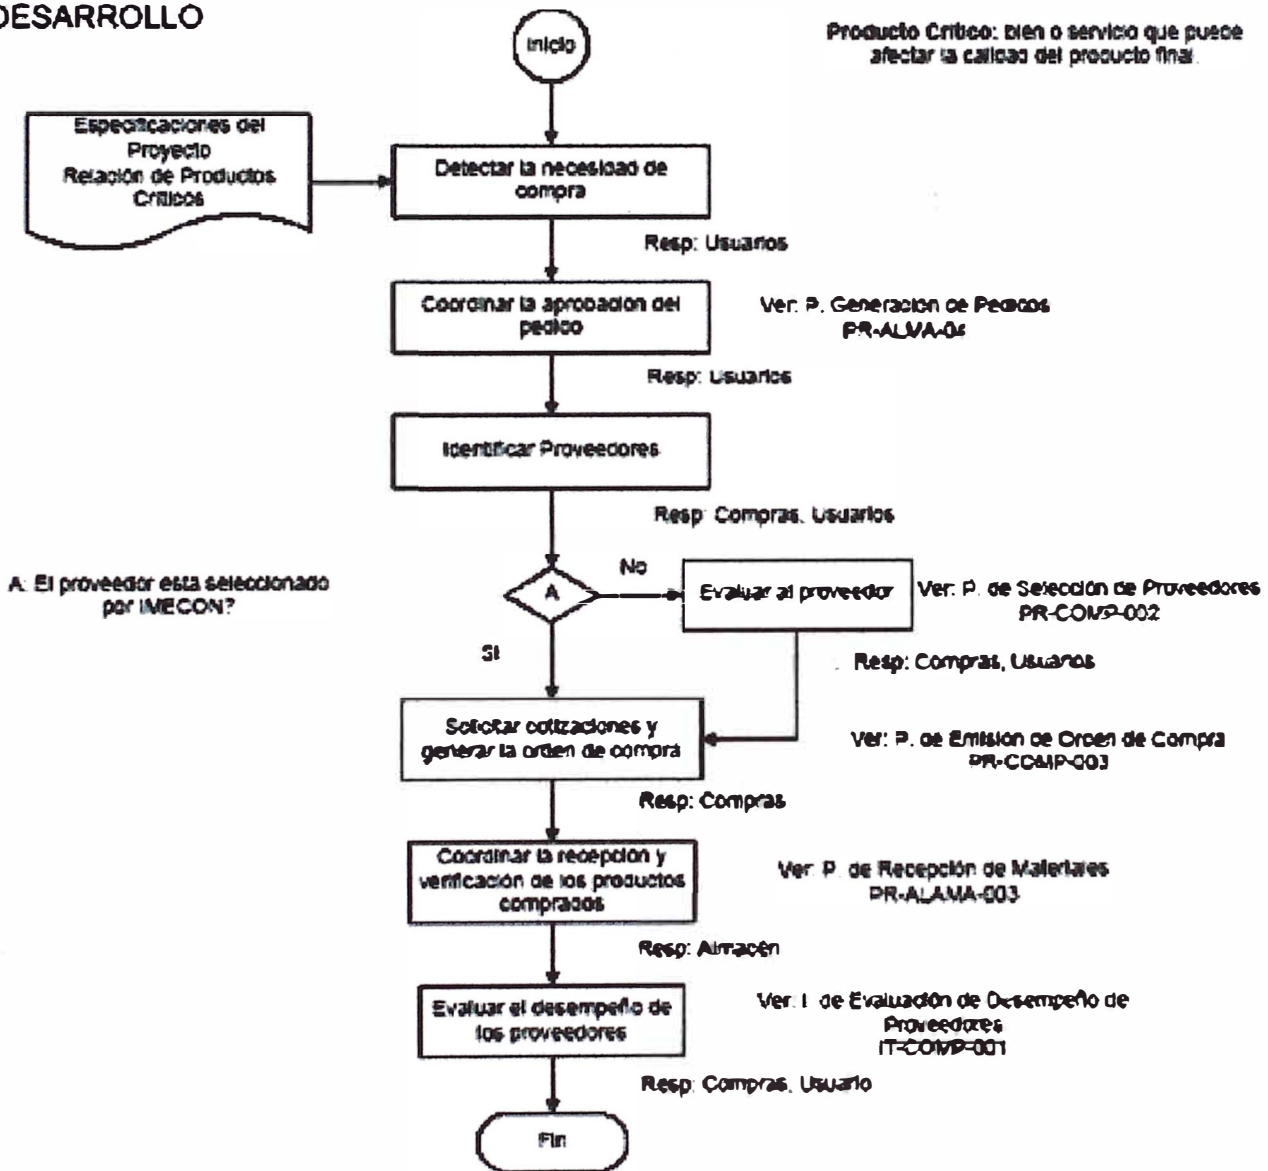 DESARROLLO
Inicio
Producto Crítico: bien o servicio que puede
afectar la calidad del producto final.
Especificaciones del
Proyecto
Relación de Productos
Críticos
Detectar la necesidad de
compra
Resp: Usuarios
Coordinar la aprobación del
pedido
Ver: P. Generación de Pedidos
PR-ALMA-04
Resp: Usuarios
Identificar Proveedores
Resp: Compras, Usuarios
A: El proveedor esta seleccionado
por IMECON?
A
No
Evaluar al proveedor
Ver: P. de Selección de Proveedores
PR-COMP-002
Si
Resp: Compras, Usuarios
Solicitar cotizaciones y
generar la orden de compra
Ver: P. de Emisión de Orden de Compra
PR-COMP-003
Resp: Compras
Coordinar la recepción y
verificación de los productos
comprados
Ver: P. de Recepción de Materiales
PR-ALAMA-003
Resp: Almacén
Evaluar el desempeño de
los proveedores
Ver: I. de Evaluación de Desempeño de
Proveedores
IT-COMP-001
Resp: Compras, Usuario
Fin